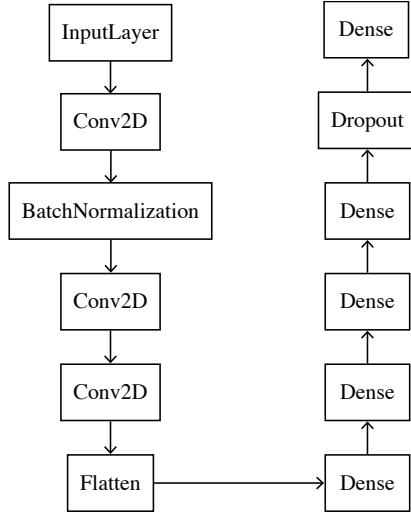 InputLayer
Conv2D
BatchNormalization
Conv2D
Conv2D
Flatten
Dense
Dense
Dense
Dense
Dropout
Dense